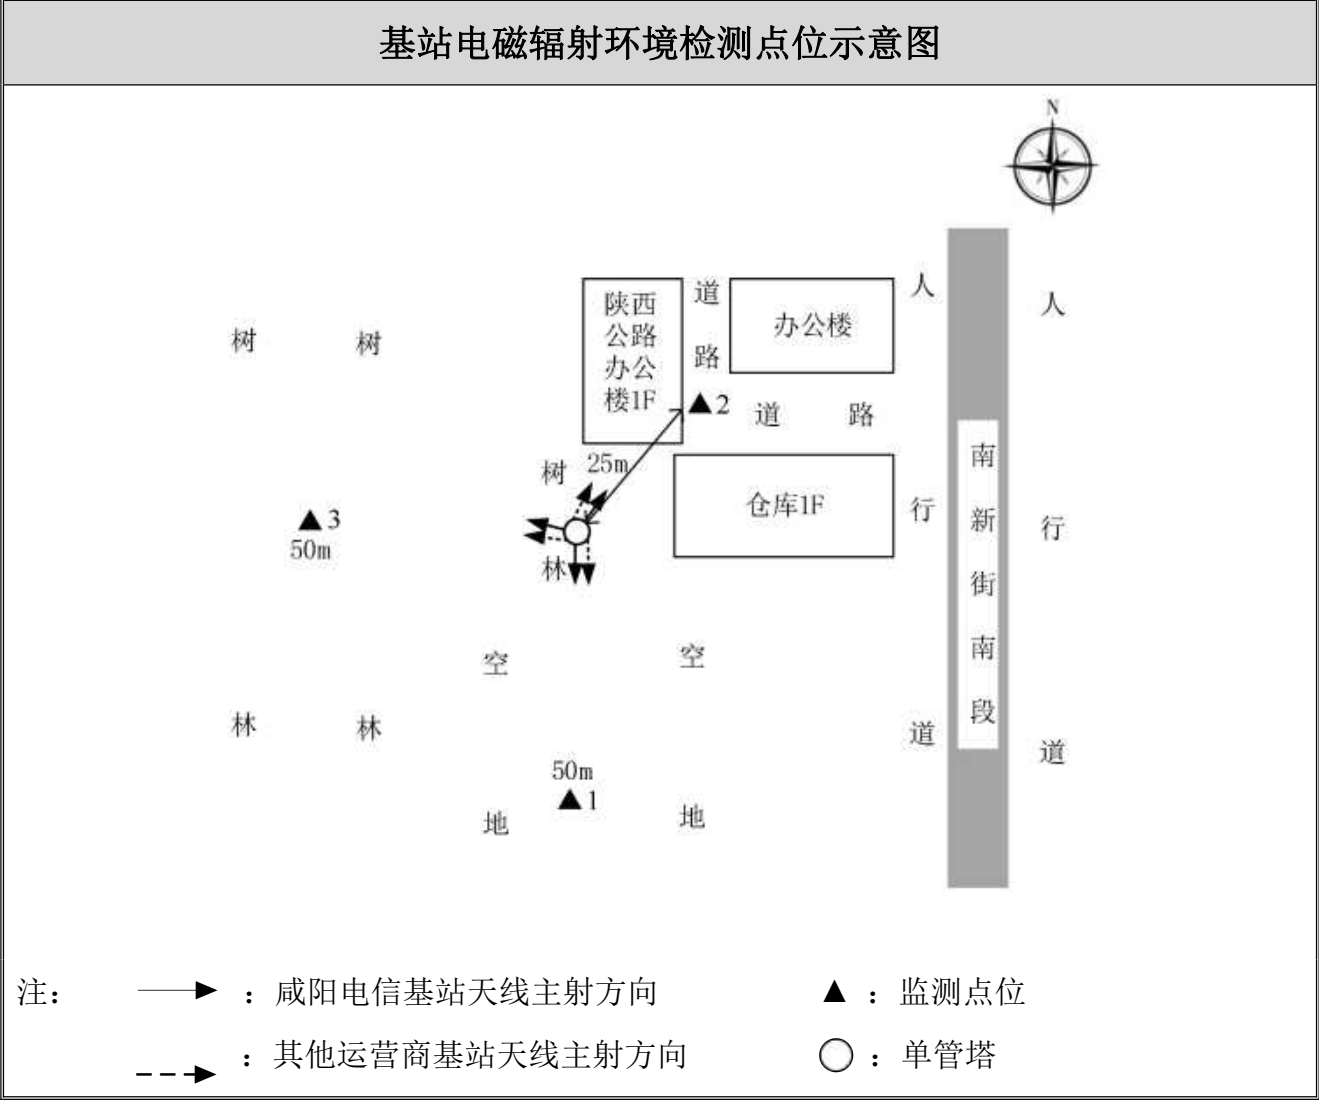 基站电磁辐射环境检测点位示意图
N
陕西
公路
办公
楼1F
道
路
办公楼
人
人
树
树
▲2
道 路
树
25m
仓库1F
▲3
50m
林
行
行
南
新
街
南
段
空
空
林
林
道
道
50m
▲1
地
地
注：
：咸阳电信基站天线主射方向
▲：监测点位
：其他运营商基站天线主射方向
：单管塔